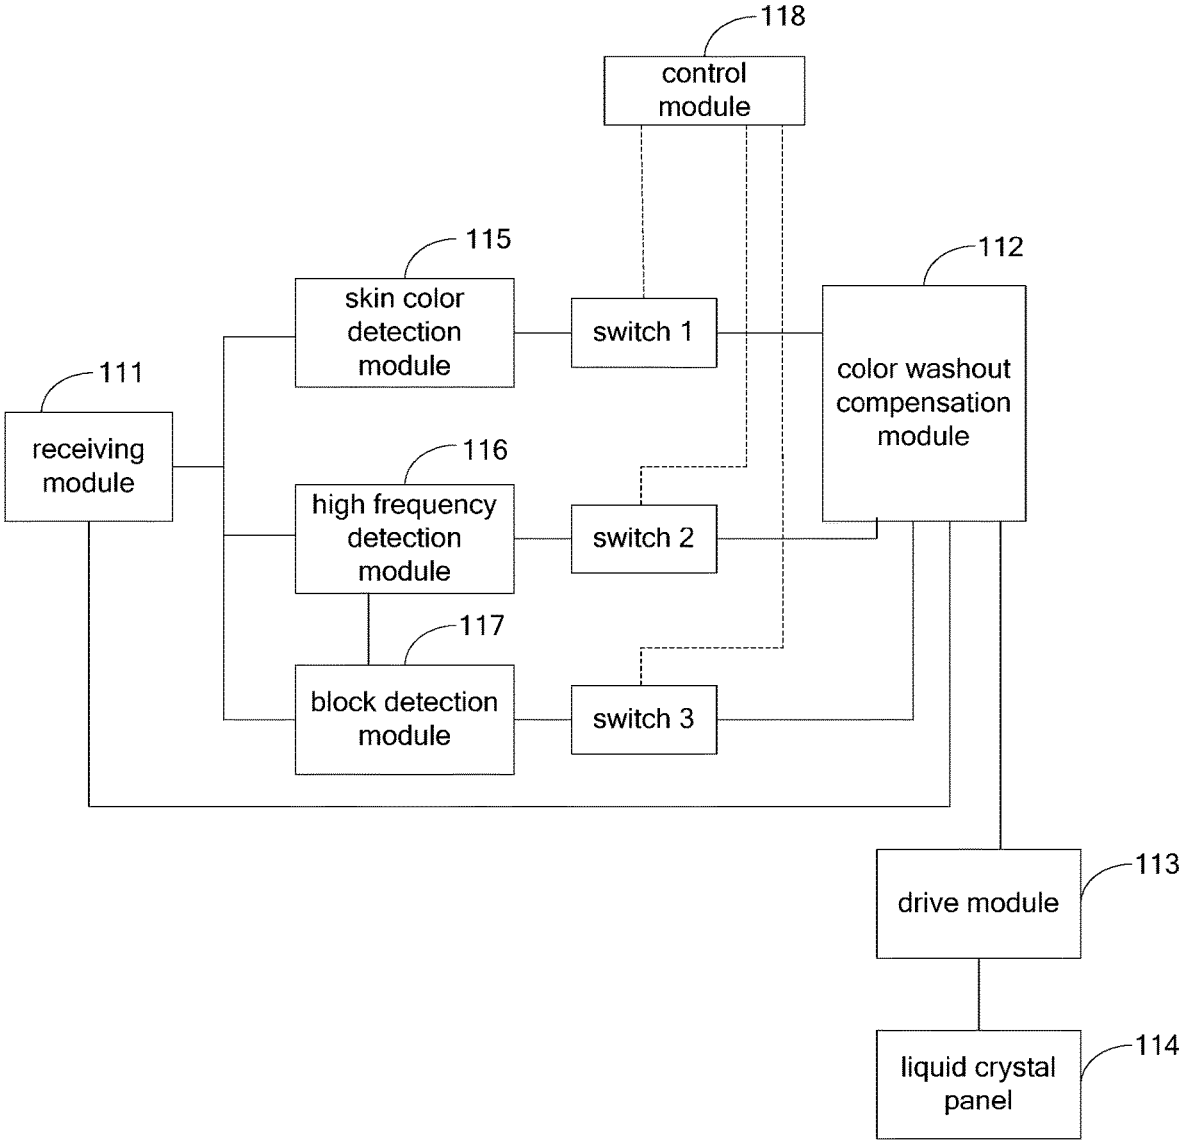 118
control
module
115
skin color
detection
module
switch 1
112
color washout
compensation
module
111
receiving
module
116
high frequency
detection
module
switch 2
117
block detection
module
switch 3
113
drive module
114
liquid crystal
panel